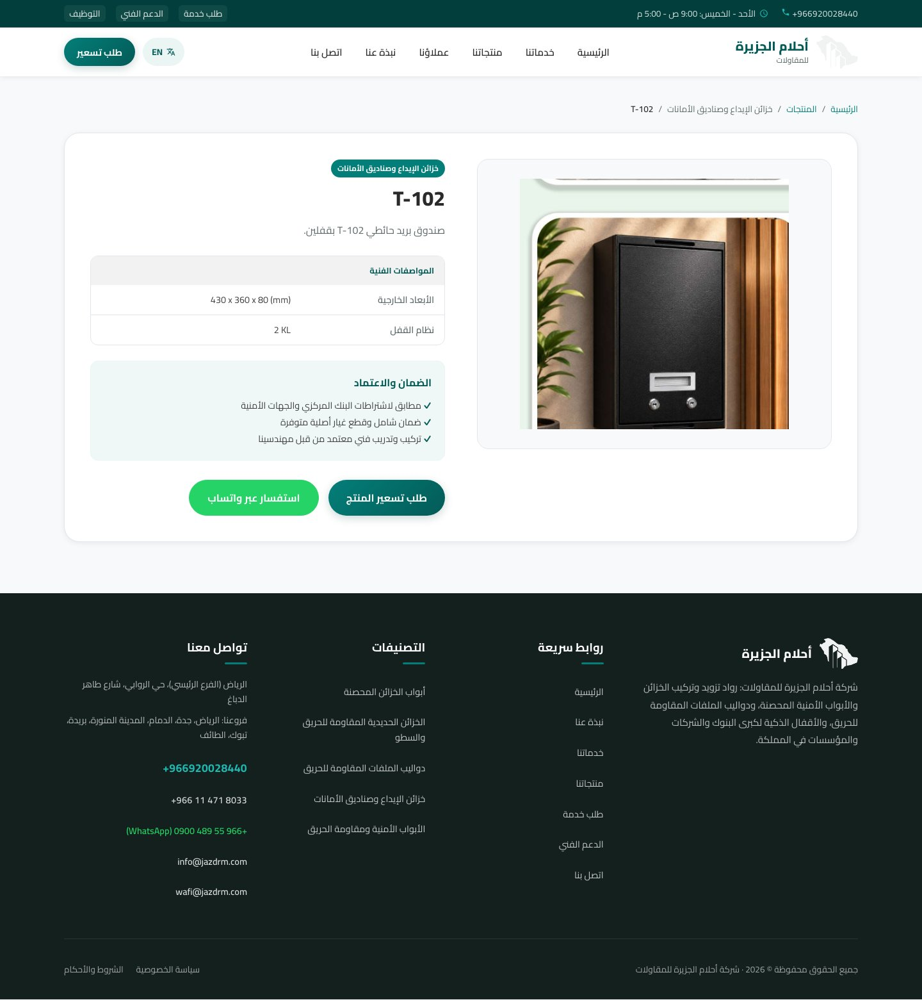 966920028440+
الأحد - الخميس: 9:00 ص - 5:00 م
طلب خدمة
الدعم الفني
التوظيف
أحلام الجزيرة
للمقاولات
الرئيسية
خدماتنا
منتجاتنا
عملاؤنا
نبذة عنا
اتصل بنا
EN
طلب تسعير
الرئيسية / المنتجات / خزائن الإيداع وصناديق الأمانات / T-102
خزائن الإيداع وصناديق الأمانات
T-102
صندوق بريد حائطي T-102 بقفلين.
المواصفات الفنية
الأبعاد الخارجية 430 x 360 x 80 (mm)
نظام القفل 2 KL
الضمان والاعتماد
✓ مطابق لاشتراطات البنك المركزي والجهات الأمنية
✓ ضمان شامل وقطع غيار أصلية متوفرة
✓ تركيب وتدريب فني معتمد من قبل مهندسينا
طلب تسعير المنتج
استفسار عبر واتساب
أحلام الجزيرة
شركة أحلام الجزيرة للمقاولات: رواد تزويد وتركيب الخزائن
والأبواب الأمنية المحصنة، ودواليب الملفات المقاومة
للحريق، والأقفال الذكية لكبرى البنوك والشركات
والمؤسسات في المملكة.
روابط سريعة
الرئيسية
نبذة عنا
خدماتنا
منتجاتنا
طلب خدمة
الدعم الفني
اتصل بنا
التصنيفات
أبواب الخزائن المحصنة
الخزائن الحديدية المقاومة للحريق
والسطو
دواليب الملفات المقاومة للحريق
خزائن الإيداع وصناديق الأمانات
الأبواب الأمنية ومقاومة الحريق
تواصل معنا
الرياض (الفرع الرئيسي)، حي الروابي، شارع طاهر
الدباغ
فروعنا: الرياض، جدة، الدمام، المدينة المنورة، بريدة،
تبوك، الطائف
+966920028440
+966 11 471 8033
(WhatsApp) 0900 489 55 966+
info@jazdrm.com
wafi@jazdrm.com
جميع الحقوق محفوظة © 2026 · شركة أحلام الجزيرة للمقاولات
سياسة الخصوصية
الشروط والأحكام